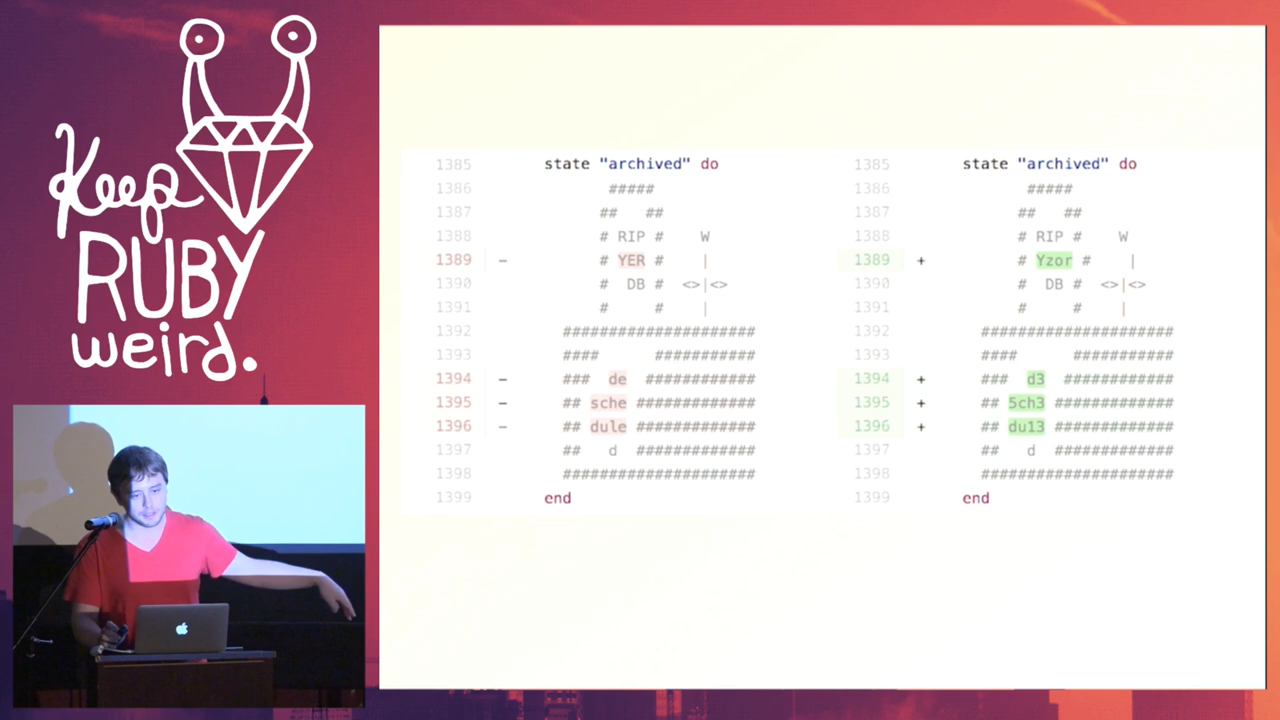 Keep
RUBY
weird.
1385 state "archived" do
1386 #####
1387 ##   ##
1388 # RIP #    W
1389 - # YER #    |
1390 #  DB #  <>|<>
1391 #     #    |
1392 #####################
1393 ####      ###########
1394 - ###  de  ############
1395 - ## sche #############
1396 - ## dule #############
1397 ##   d  #############
1398 #####################
1399 end
1385 state "archived" do
1386 #####
1387 ##   ##
1388 # RIP #    W
1389 + # Yzor #    |
1390 #  DB #  <>|<>
1391 #     #    |
1392 #####################
1393 ####      ###########
1394 + ###  d3  ############
1395 + ## 5ch3 #############
1396 + ## du13 #############
1397 ##   d  #############
1398 #####################
1399 end